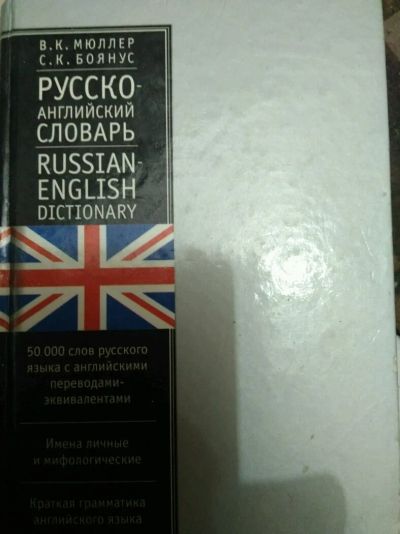 В.К. МЮЛЛЕР
С.К. БОЯНУС
РУССКО-
АНГЛИЙСКИЙ
СЛОВАРЬ
RUSSIAN-
ENGLISH
DICTIONARY
50 000 слов русского
языка с английскими
переводами-
эквивалентами
Имена личные
и мифологические
Краткая грамматика
английского языка